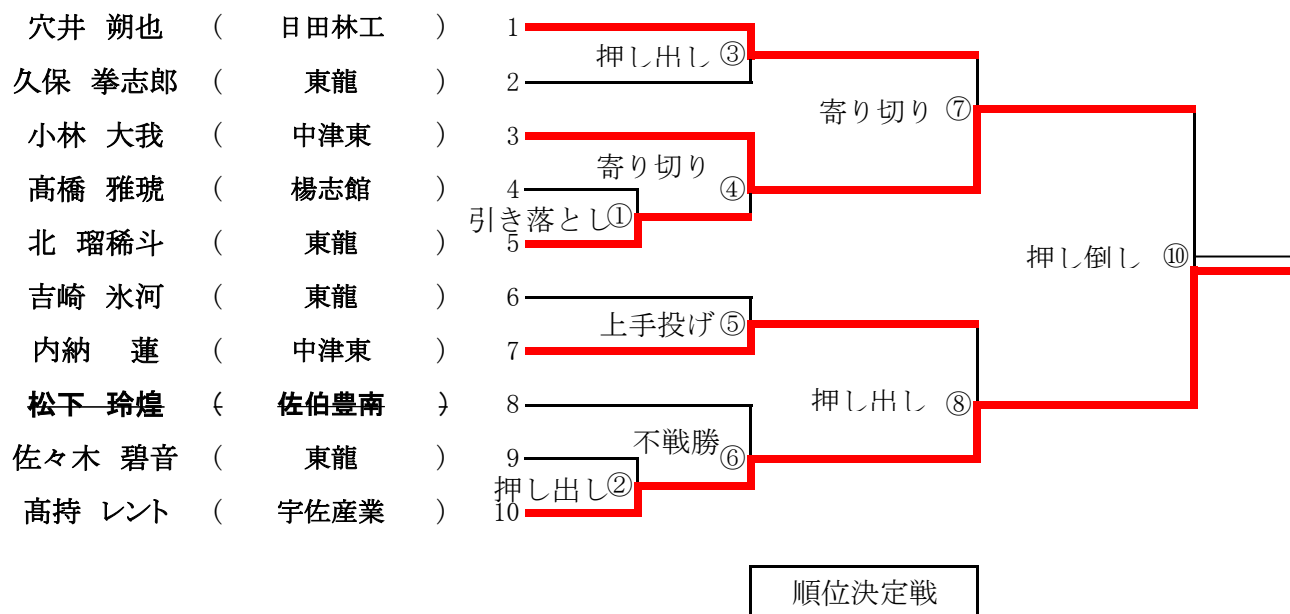 穴井 朔也 ( 日田林工 ) 1
押し出し ③
久保 拳志郎 ( 東龍 ) 2
寄り切り ⑦
小林 大我 ( 中津東 ) 3
寄り切り ④
髙橋 雅琥 ( 楊志館 ) 4
引き落とし①
北 瑠稀斗 ( 東龍 ) 5
押し倒し ⑩
吉崎 氷河 ( 東龍 ) 6
上手投げ⑤
内納 蓮 ( 中津東 ) 7
押し出し ⑧
松下 玲煌 ( 佐伯豊南 ) 8
不戦勝⑥
佐々木 碧音 ( 東龍 ) 9
押し出し②
髙持 レント ( 宇佐産業 ) 10
順位決定戦